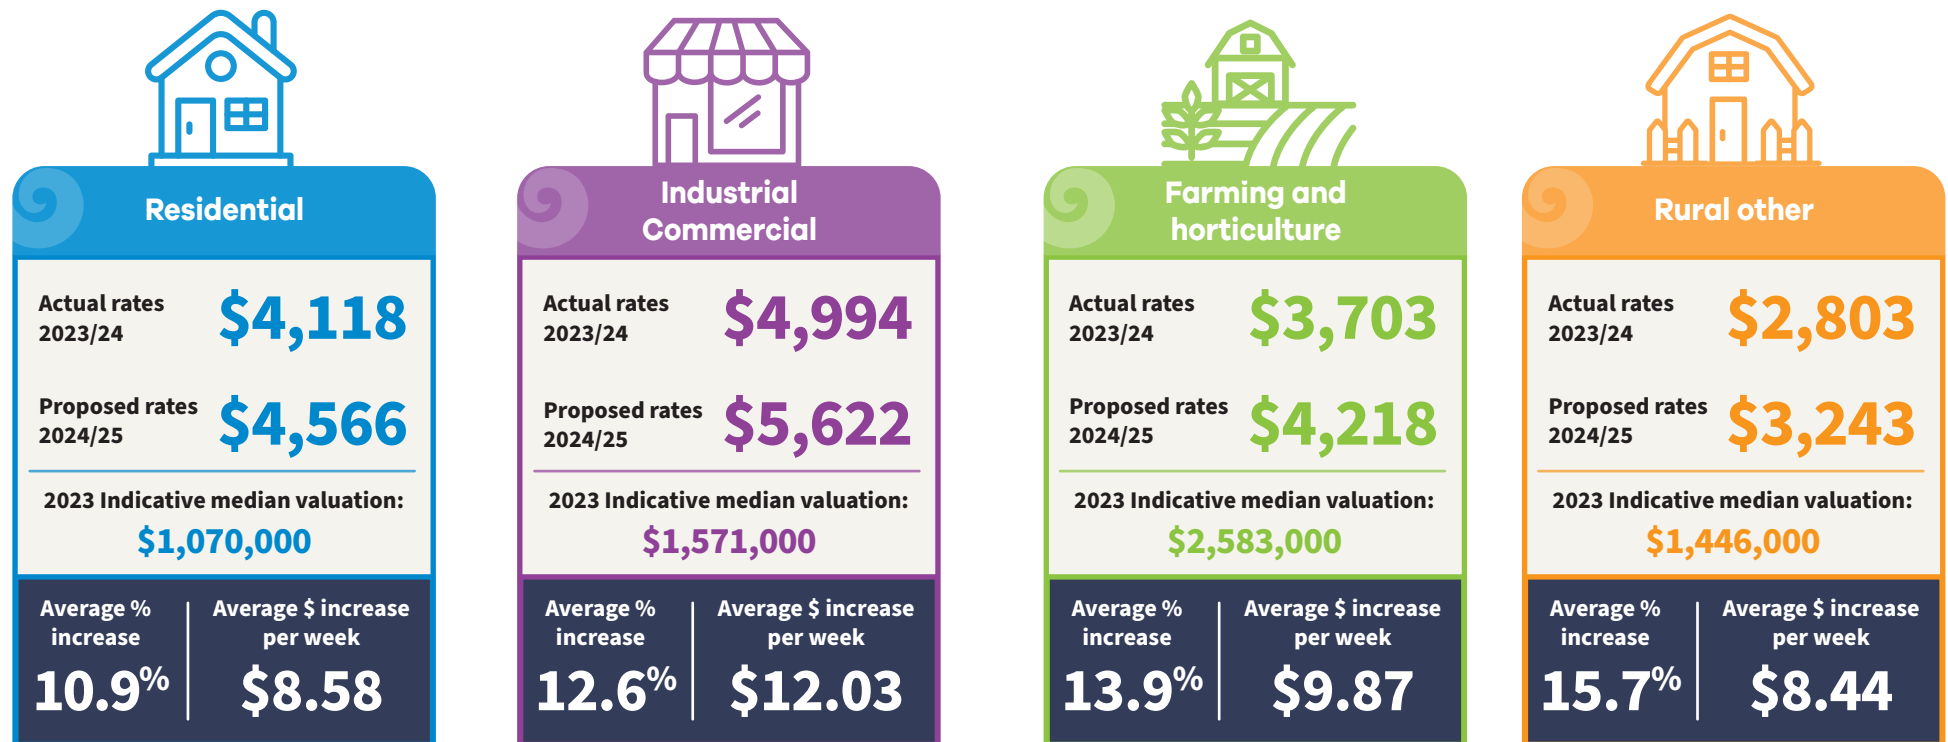 Residential
Actual rates
2023/24
$4,118
Proposed rates
2024/25
$4,566
2023 Indicative median valuation:
$1,070,000
Average %
increase
10.9%
Average $ increase
per week
$8.58
Industrial
Commercial
Actual rates
2023/24
$4,994
Proposed rates
2024/25
$5,622
2023 Indicative median valuation:
$1,571,000
Average %
increase
12.6%
Average $ increase
per week
$12.03
Farming and
horticulture
Actual rates
2023/24
$3,703
Proposed rates
2024/25
$4,218
2023 Indicative median valuation:
$2,583,000
Average %
increase
13.9%
Average $ increase
per week
$9.87
Rural other
Actual rates
2023/24
$2,803
Proposed rates
2024/25
$3,243
2023 Indicative median valuation:
$1,446,000
Average %
increase
15.7%
Average $ increase
per week
$8.44